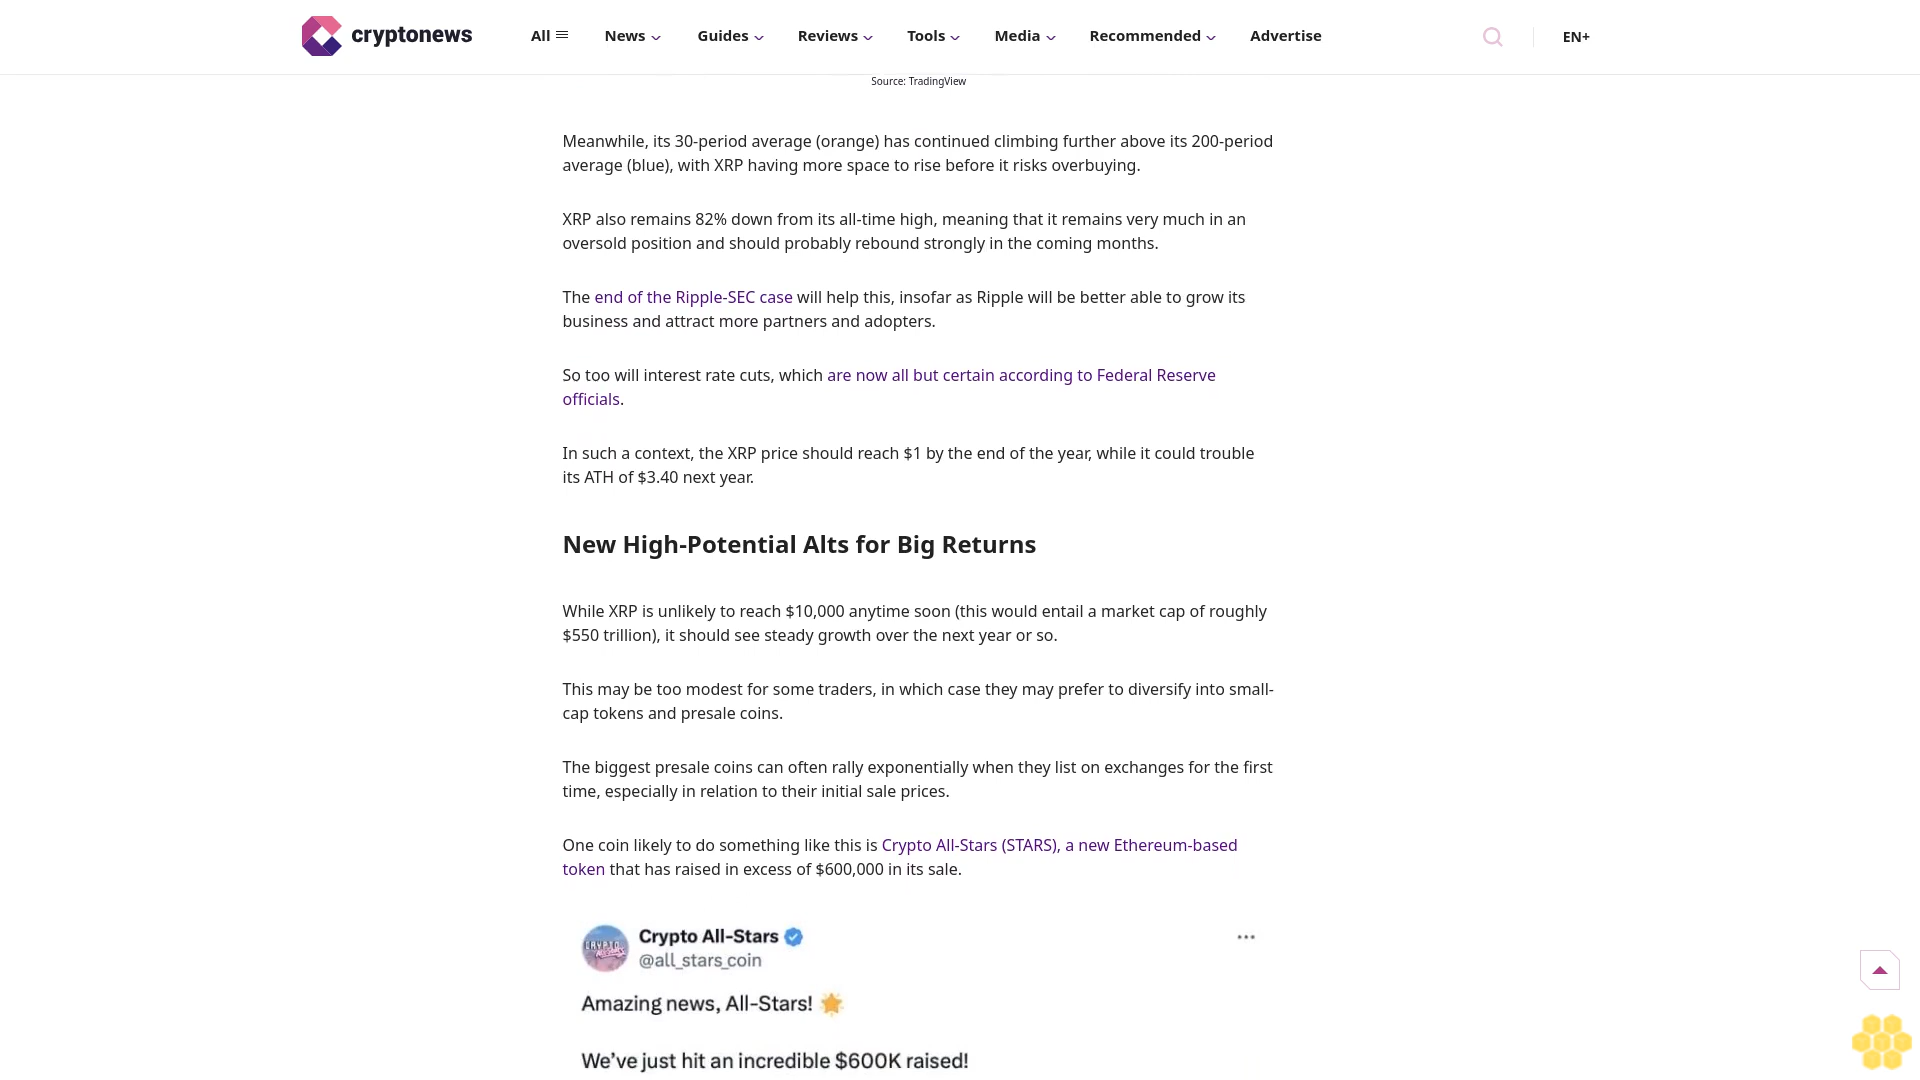 cryptonews
All
News
Guides
Reviews
Tools
Media
Recommended
Advertise
EN+
Source: TradingView
Meanwhile, its 30-period average (orange) has continued climbing further above its 200-period
average (blue), with XRP having more space to rise before it risks overbuying.
XRP also remains 82% down from its all-time high, meaning that it remains very much in an
oversold position and should probably rebound strongly in the coming months.
The end of the Ripple-SEC case will help this, insofar as Ripple will be better able to grow its
business and attract more partners and adopters.
So too will interest rate cuts, which are now all but certain according to Federal Reserve
officials.
In such a context, the XRP price should reach $1 by the end of the year, while it could trouble
its ATH of $3.40 next year.
New High-Potential Alts for Big Returns
While XRP is unlikely to reach $10,000 anytime soon (this would entail a market cap of roughly
$550 trillion), it should see steady growth over the next year or so.
This may be too modest for some traders, in which case they may prefer to diversify into small-
cap tokens and presale coins.
The biggest presale coins can often rally exponentially when they list on exchanges for the first
time, especially in relation to their initial sale prices.
One coin likely to do something like this is Crypto All-Stars (STARS), a new Ethereum-based
token that has raised in excess of $600,000 in its sale.
CRYPTO
ALL-STARS
Crypto All-Stars
@all_stars_coin
Amazing news, All-Stars! 🌟
We've just hit an incredible $600K raised!